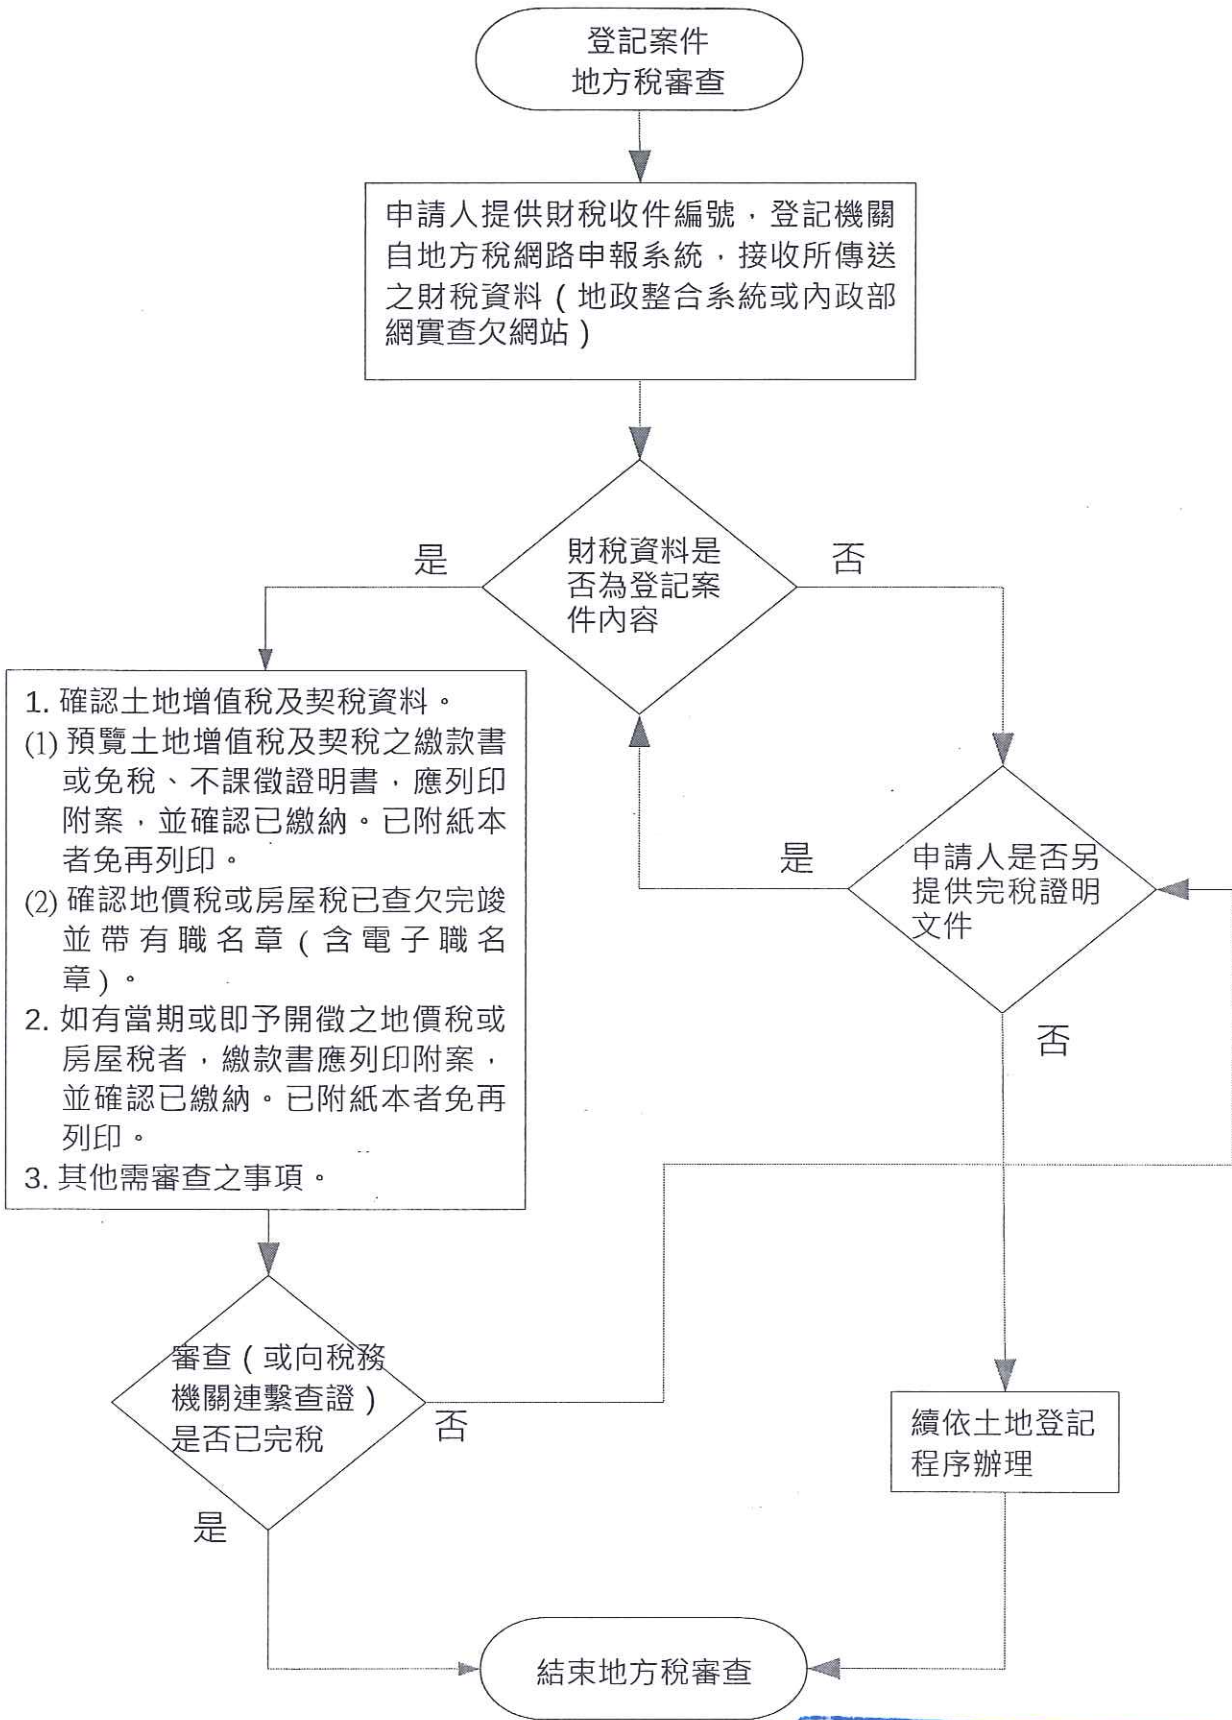 登記案件
地方稅審查
申請人提供財稅收件編號，登記機關
自地方稅網路申報系統，接收所傳送
之財稅資料（地政整合系統或內政部
網實查欠網站）
財稅資料是
否為登記案
件內容
是
否
1. 確認土地增值稅及契稅資料。
(1) 預覽土地增值稅及契稅之繳款書
或免稅、不課徵證明書，應列印
附案，並確認已繳納。已附紙本
者免再列印。
(2) 確認地價稅或房屋稅已查欠完竣
並帶有職名章（含電子職名
章）。
2. 如有當期或即予開徵之地價稅或
房屋稅者，繳款書應列印附案，
並確認已繳納。已附紙本者免再
列印。
3. 其他需審查之事項。
申請人是否另
提供完稅證明
文件
是
否
審查（或向稅務
機關連繫查證）
是否已完稅
否
是
續依土地登記
程序辦理
結束地方稅審查